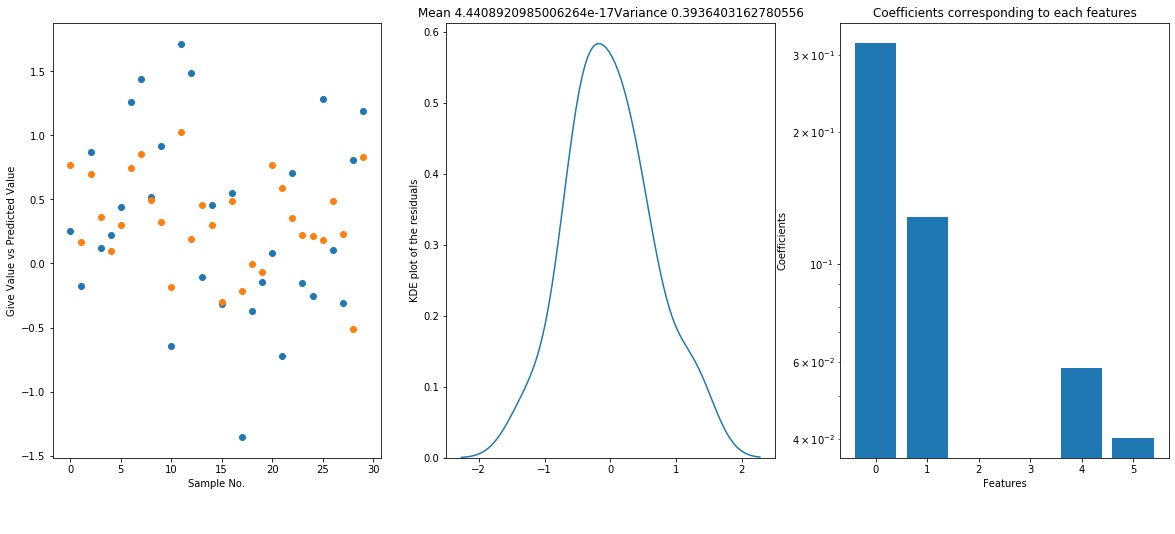 Mean 4.4408920985006264e-17Variance 0.3936403162780556
Coefficients corresponding to each features
Give Value vs Predicted Value
1.5
1.0
0.5
0.0
−0.5
−1.0
−1.5
0 5 10 15 20 25 30
Sample No.
KDE plot of the residuals
0.6
0.5
0.4
0.3
0.2
0.1
0.0
−2 −1 0 1 2
Coefficients
3 × 10⁻¹
2 × 10⁻¹
10⁻¹
6 × 10⁻²
4 × 10⁻²
0 1 2 3 4 5
Features